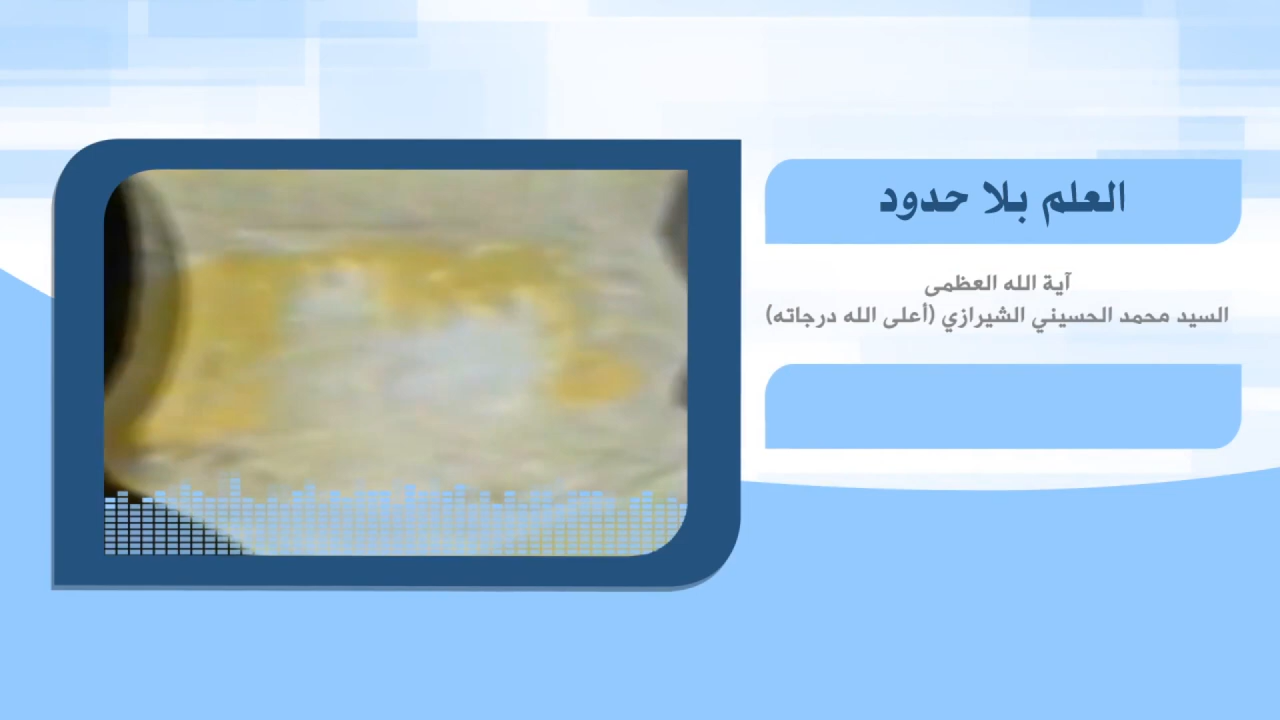 العلم بلا حدود
آية الله العظمى
السيد محمد الحسيني الشيرازي (أعلى الله درجاته)